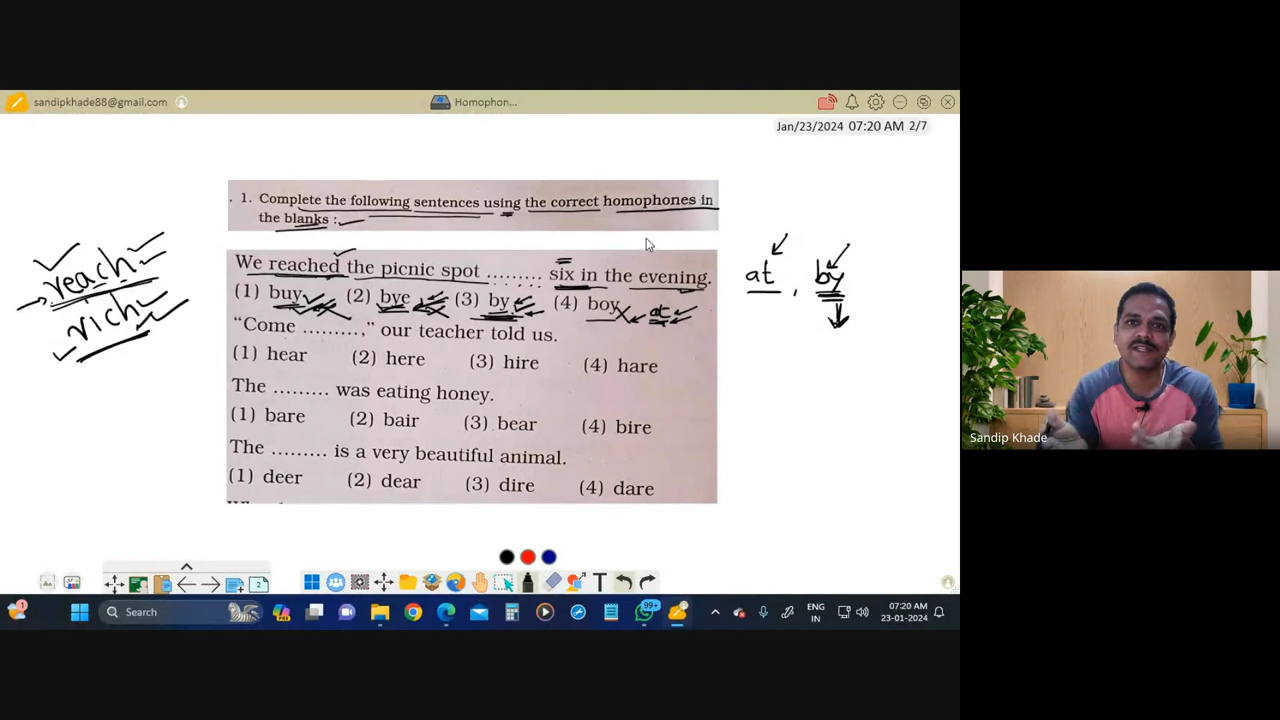 sandipkhade88@gmail.com
Homophon...
Jan/23/2024 07:20 AM 2/7
. 1. Complete the following sentences using the correct homophones in
the blanks :
We reached the picnic spot ......... six in the evening.
(1) buy (2) bye (3) by (4) boy at
"Come .........," our teacher told us.
(1) hear (2) here (3) hire (4) hare
The ......... was eating honey.
(1) bare (2) bair (3) bear (4) bire
The ......... is a very beautiful animal.
(1) deer (2) dear (3) dire (4) dare
reach
rich
at , by
Sandip Khade
2
T
1
Search
PRE
99+
ENG
IN
07:20 AM
23-01-2024